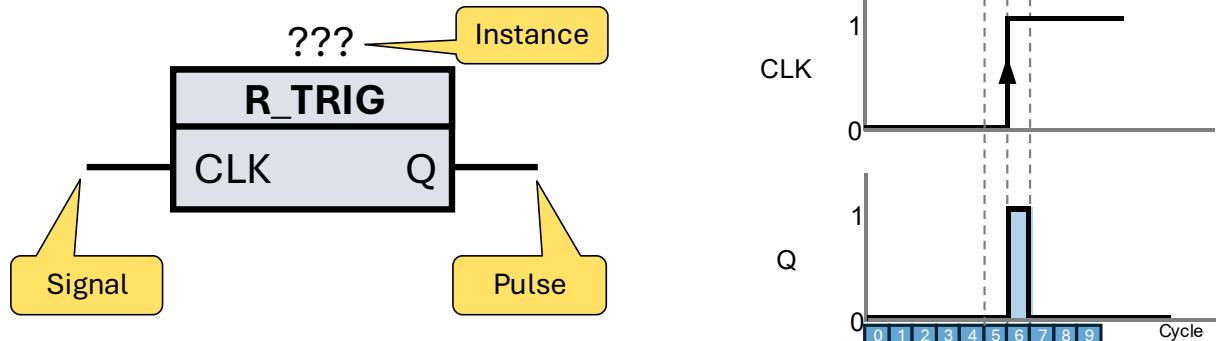 ???
Instance
R_TRIG
CLK
Q
Signal
Pulse
1
CLK
0
1
Q
0
0 1 2 3 4 5 6 7 8 9
Cycle